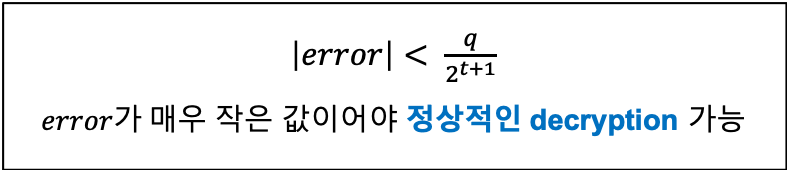 |error| < q / 2^{t+1}
error가 매우 작은 값이어야 정상적인 decryption 가능